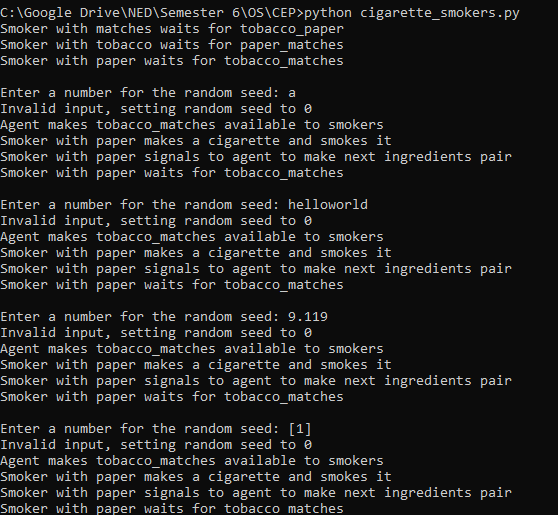 C:\Google Drive\NED\Semester 6\OS\CEP>python cigarette_smokers.py
Smoker with matches waits for tobacco_paper
Smoker with tobacco waits for paper_matches
Smoker with paper waits for tobacco_matches
Enter a number for the random seed: a
Invalid input, setting random seed to 0
Agent makes tobacco_matches available to smokers
Smoker with paper makes a cigarette and smokes it
Smoker with paper signals to agent to make next ingredients pair
Smoker with paper waits for tobacco_matches
Enter a number for the random seed: helloworld
Invalid input, setting random seed to 0
Agent makes tobacco_matches available to smokers
Smoker with paper makes a cigarette and smokes it
Smoker with paper signals to agent to make next ingredients pair
Smoker with paper waits for tobacco_matches
Enter a number for the random seed: 9.119
Invalid input, setting random seed to 0
Agent makes tobacco_matches available to smokers
Smoker with paper makes a cigarette and smokes it
Smoker with paper signals to agent to make next ingredients pair
Smoker with paper waits for tobacco_matches
Enter a number for the random seed: [1]
Invalid input, setting random seed to 0
Agent makes tobacco_matches available to smokers
Smoker with paper makes a cigarette and smokes it
Smoker with paper signals to agent to make next ingredients pair
Smoker with paper waits for tobacco_matches